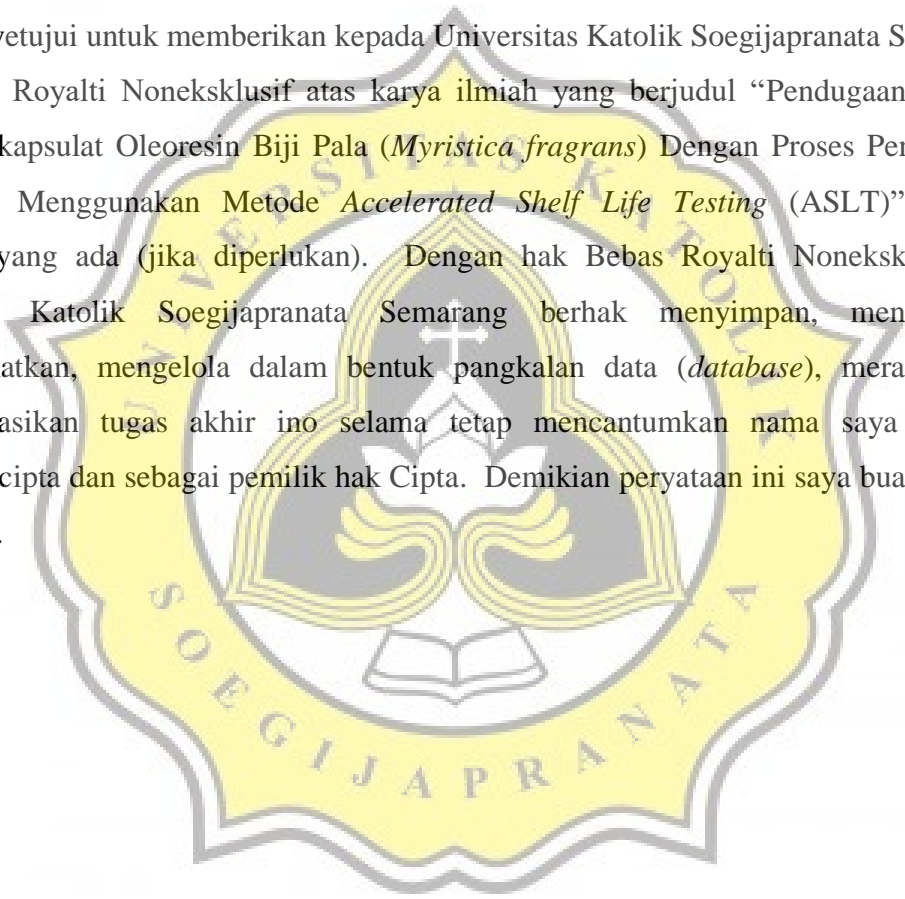 yetujui untuk memberikan kepada Universitas Katolik Soegijapranata S
Royalti Noneksklusif atas karya ilmiah yang berjudul “Pendugaan
kapsulat Oleoresin Biji Pala (Myristica fragrans) Dengan Proses Per
Menggunakan Metode Accelerated Shelf Life Testing (ASLT)”
yang ada (jika diperlukan). Dengan hak Bebas Royalti Noneksk
Katolik Soegijapranata Semarang berhak menyimpan, men
atkan, mengelola dalam bentuk pangkalan data (database), mera
asikan tugas akhir ino selama tetap mencantumkan nama saya
cipta dan sebagai pemilik hak Cipta. Demikian peryataan ini saya bua
UNIVERSITAS KATOLIK
SOEGIJAPRANATA